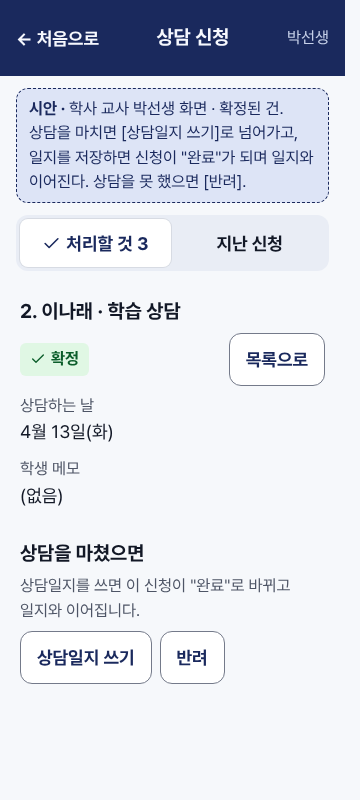 ← 처음으로
상담 신청
박선생
시안 · 학사 교사 박선생 화면 · 확정된 건.
상담을 마치면 [상담일지 쓰기]로 넘어가고,
일지를 저장하면 신청이 "완료"가 되며 일지와
이어진다. 상담을 못 했으면 [반려].
✓ 처리할 것 3
지난 신청
2. 이나래 · 학습 상담
✓ 확정
목록으로
상담하는 날
4월 13일(화)
학생 메모
(없음)
상담을 마쳤으면
상담일지를 쓰면 이 신청이 "완료"로 바뀌고
일지와 이어집니다.
상담일지 쓰기
반려